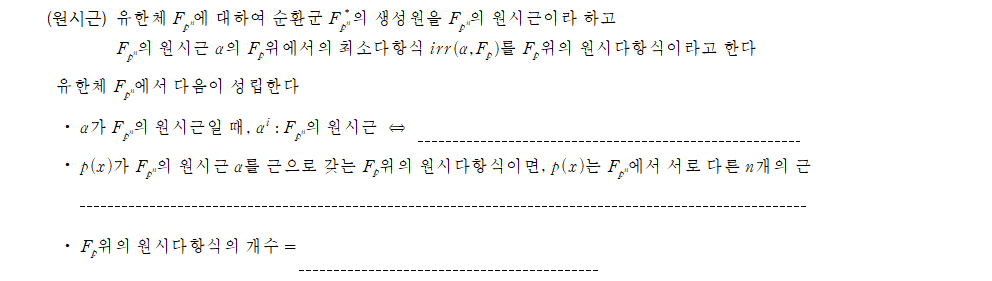 (원시근) 유한체 $F_{p^n}$에 대하여 순환군 $F_{p^n}^*$의 생성원을 $F_{p^n}$의 원시근이라 하고
$F_{p^n}$의 원시근 $\alpha$의 $F_p$위에서의 최소다항식 $irr(\alpha, F_p)$를 $F_p$위의 원시다항식이라고 한다
유한체 $F_{p^n}$에서 다음이 성립한다
· $\alpha$가 $F_{p^n}$의 원시근일 때, $\alpha^i : F_{p^n}$의 원시근 ⇔
· $p(x)$가 $F_{p^n}$의 원시근 $\alpha$를 근으로 갖는 $F_p$위의 원시다항식이면, $p(x)$는 $F_{p^n}$에서 서로 다른 $n$개의 근
· $F_p$위의 원시다항식의 개수 =